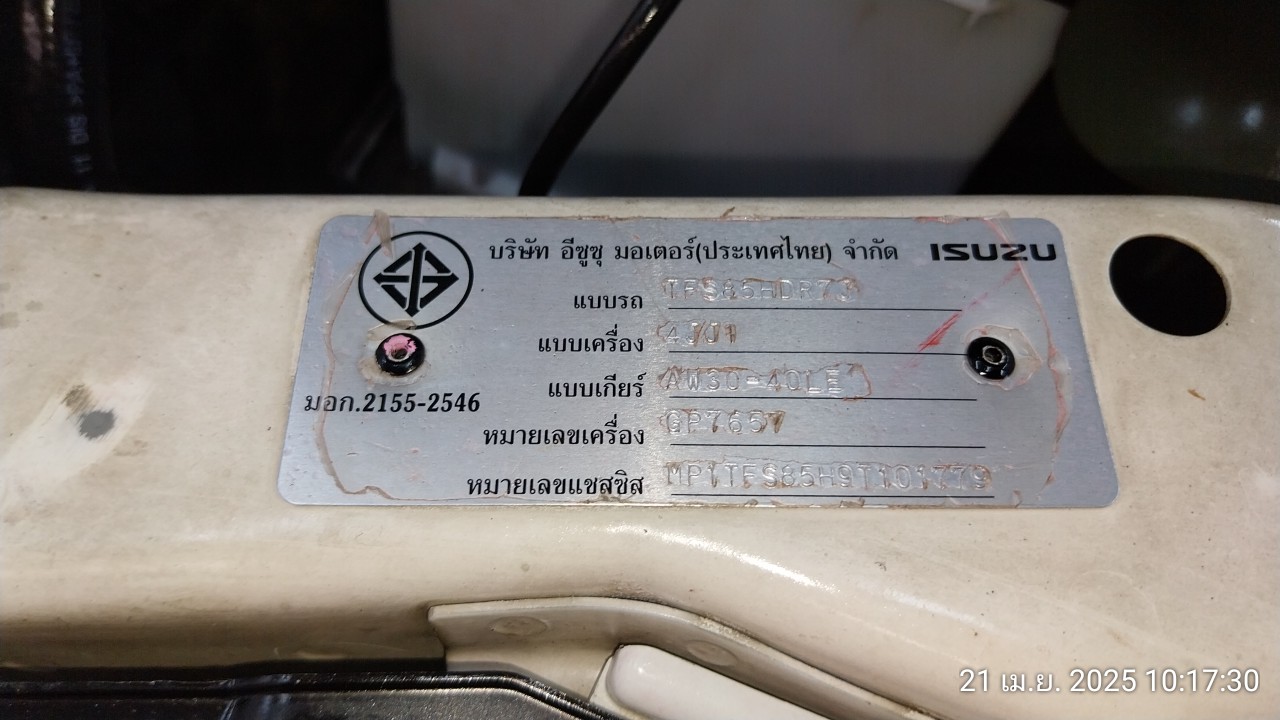 บริษัท อีซูซุ มอเตอร์(ประเทศไทย) จำกัด ISUZU
แบบรถ TFS85HDR73
แบบเครื่อง 4JJ1
แบบเกียร์ AW30-40LE
มอก.2155-2546
หมายเลขเครื่อง GP7657
หมายเลขแชสซิส MP1TFS85H9T101779
21 เม.ย. 2025 10:17:30